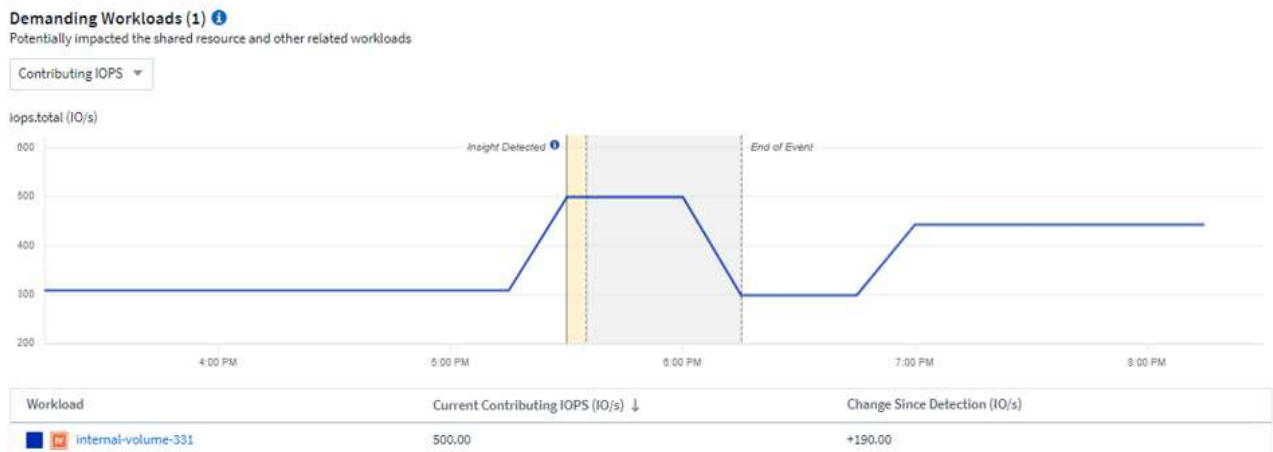 Demanding Workloads (1)
Potentially impacted the shared resource and other related workloads
Contributing IOPS
iops.total (IO/s)
600
Insight Detected
End of Event
500
400
300
200
4:00 PM 5:00 PM 6:00 PM 7:00 PM 8:00 PM
Workload Current Contributing IOPS (IO/s) ↓ Change Since Detection (IO/s)
IV internal-volume-331 500.00 +190.00